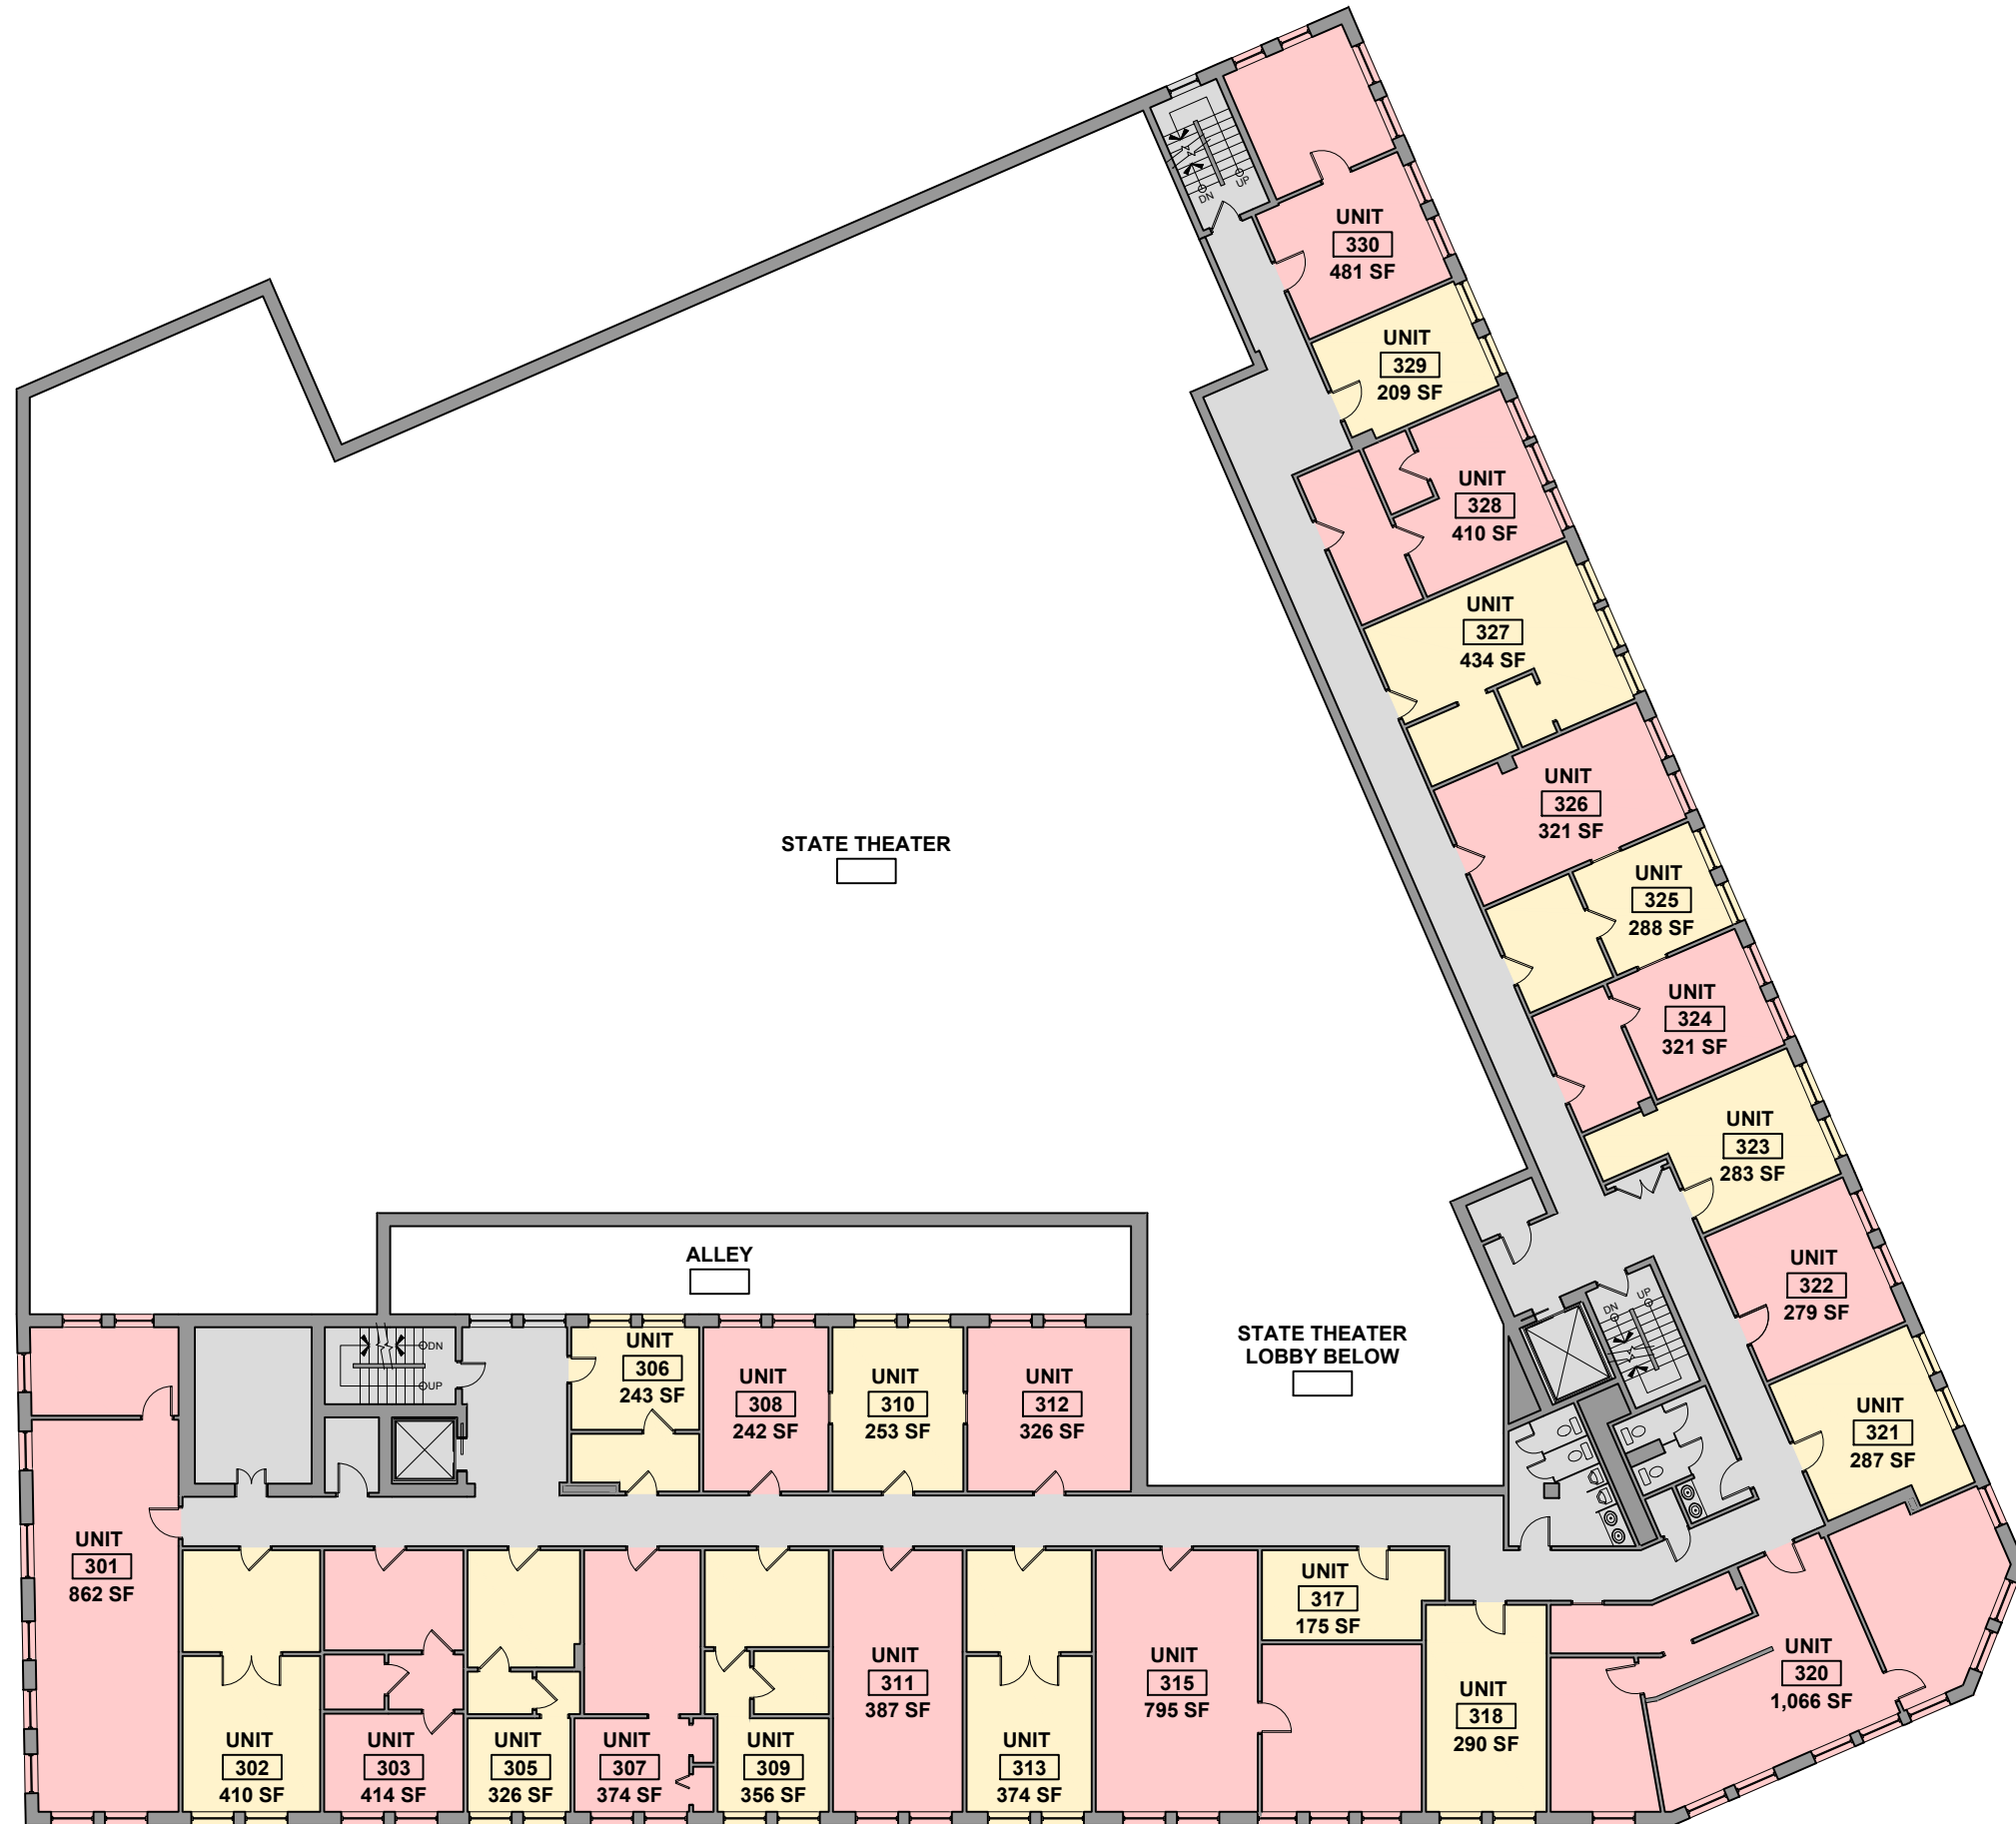 DN
UP
UNIT
330
481 SF
UNIT
329
209 SF
UNIT
328
410 SF
UNIT
327
434 SF
UNIT
326
321 SF
STATE THEATER
UNIT
325
288 SF
UNIT
324
321 SF
UNIT
323
283 SF
ALLEY
UNIT
322
279 SF
DN
UP
STATE THEATER
LOBBY BELOW
DN
UP
UNIT
306
243 SF
UNIT
308
242 SF
UNIT
310
253 SF
UNIT
312
326 SF
UNIT
321
287 SF
UNIT
301
862 SF
UNIT
317
175 SF
UNIT
311
387 SF
UNIT
315
795 SF
UNIT
320
1,066 SF
UNIT
318
290 SF
UNIT
302
410 SF
UNIT
303
414 SF
UNIT
305
326 SF
UNIT
307
374 SF
UNIT
309
356 SF
UNIT
313
374 SF